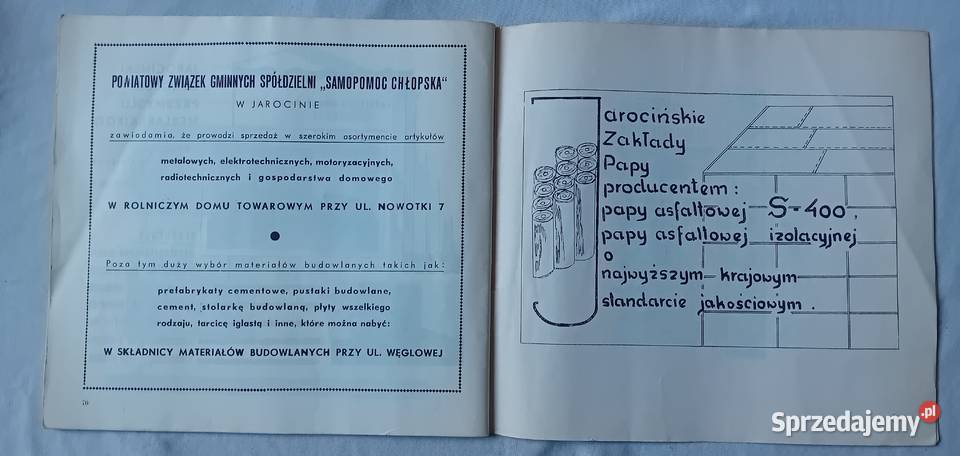 POWIATOWY ZWIĄZEK GMINNYCH SPÓŁDZIELNI „SAMOPOMOC CHŁOPSKA"
W JAROCINIE
zawiadamia, że prowadzi sprzedaż w szerokim asortymencie artykułów
metalowych, elektrotechnicznych, motoryzacyjnych,
radiotechnicznych i gospodarstwa domowego
W ROLNICZYM DOMU TOWAROWYM PRZY UL. NOWOTKI 7
Poza tym duży wybór materiałów budowlanych takich jak:
prefabrykaty cementowe, pustaki budowlane,
cement, stolarkę budowlaną, płyty wszelkiego
rodzaju, tarcicę iglastą i inne, które można nabyć:
W SKŁADNICY MATERIAŁÓW BUDOWLANYCH PRZY UL. WĘGLOWEJ
70
Jarocińskie
Zakłady
Papy
producentem:
papy asfaltowej S-400,
papy asfaltowej izolacyjnej
o
najwyższym krajowym
standarcie jakościowym.
Sprzedajemy.pl